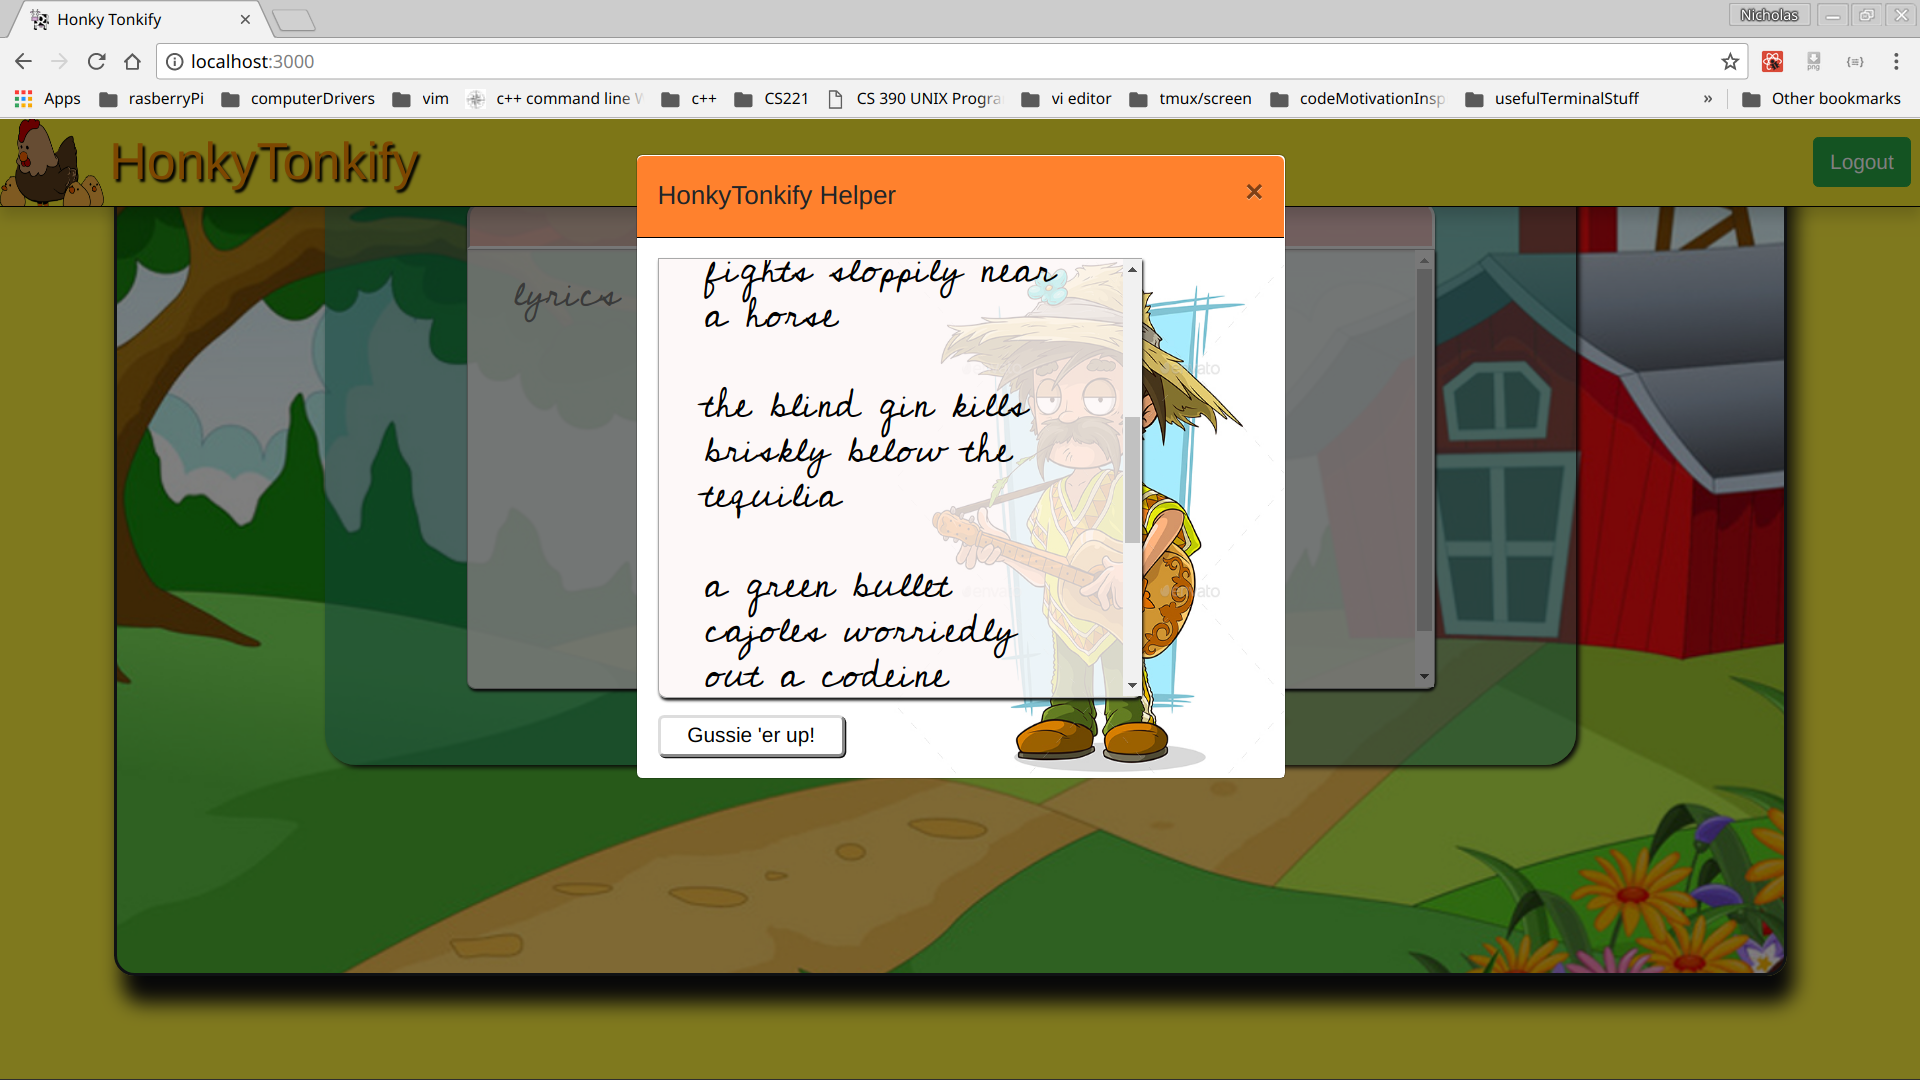 Honky Tonkify
Nicholas
localhost:3000
Apps rasberryPi computerDrivers vim c++ command line c++ CS221 CS 390 UNIX Progra vi editor tmux/screen codeMotivationInsp usefulTerminalStuff » Other bookmarks
HonkyTonkify
Logout
HonkyTonkify Helper
lyrics
fights sloppily near
a horse
the blind gin kills
briskly below the
tequilia
a green bullet
cajoles worriedly
out a codeine
Gussie 'er up!